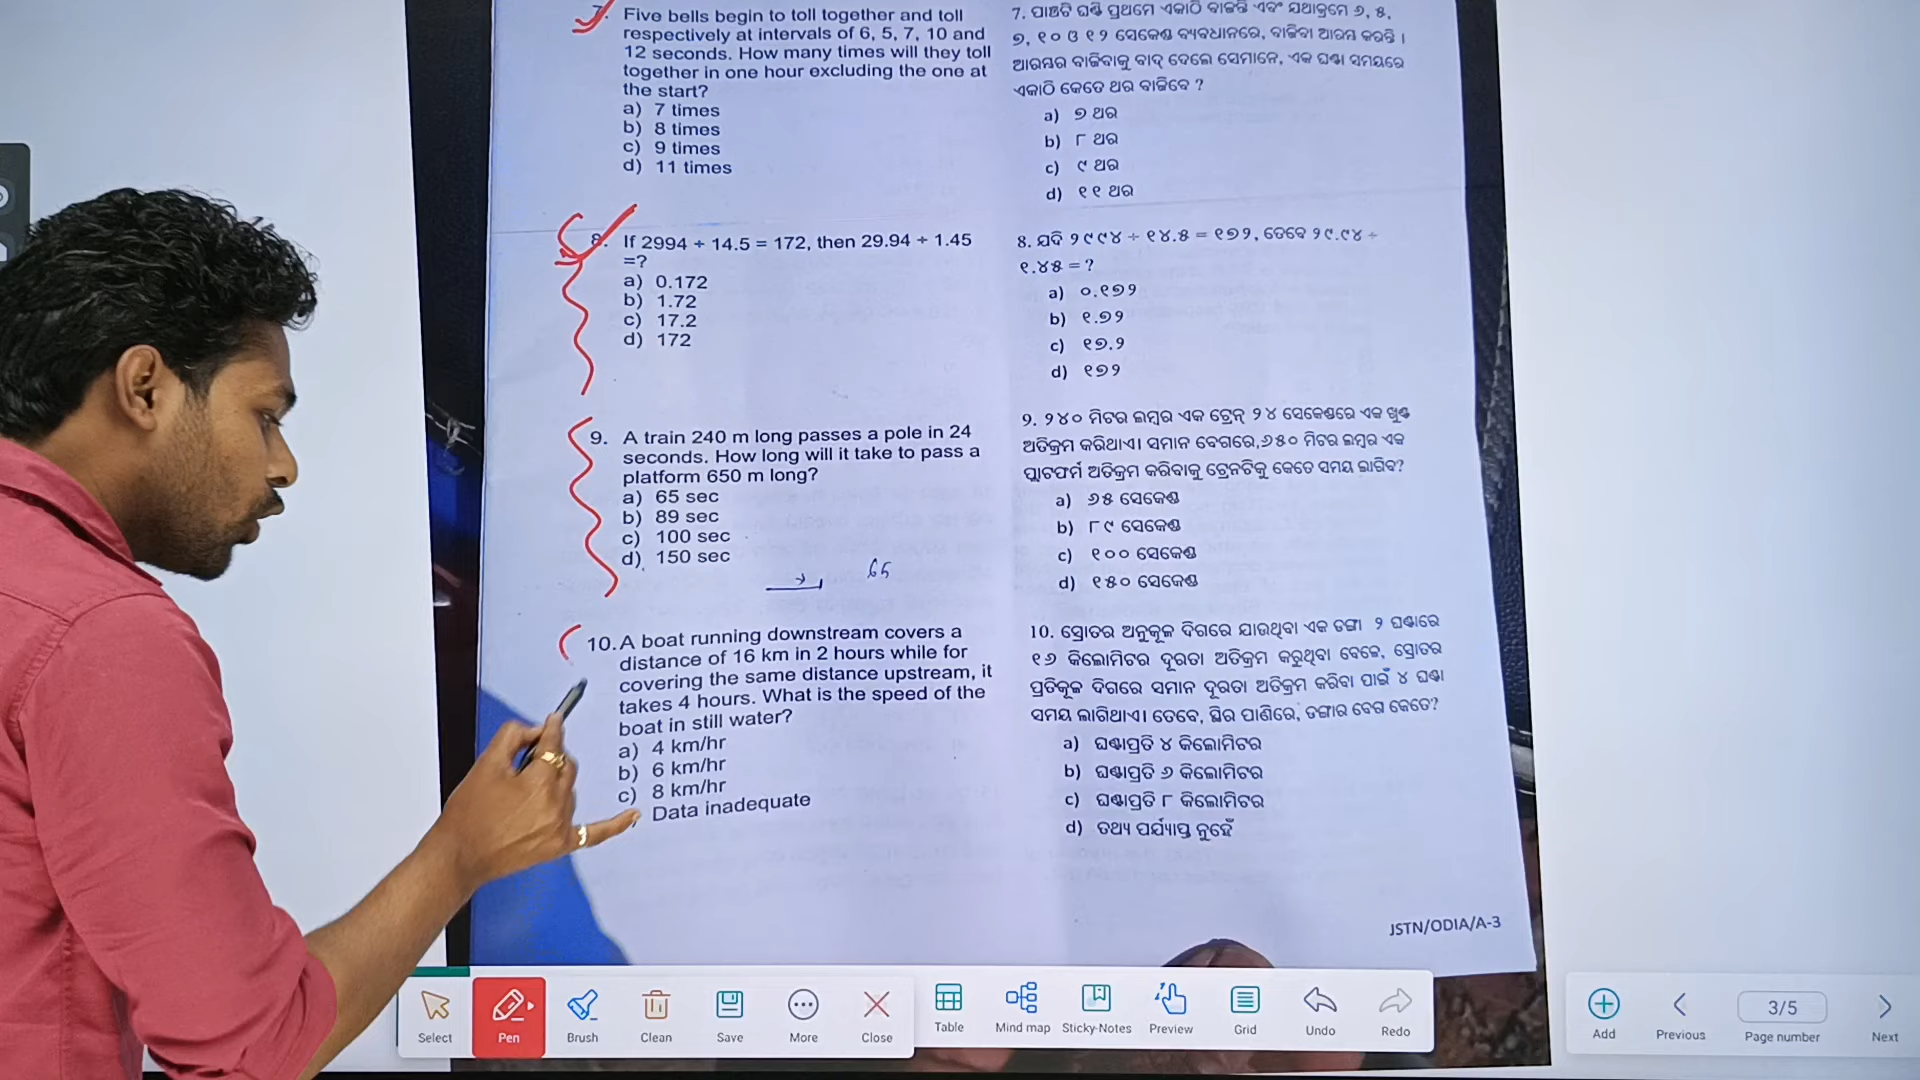 7. Five bells begin to toll together and toll
respectively at intervals of 6, 5, 7, 10 and
12 seconds. How many times will they toll
together in one hour excluding the one at
the start?
a) 7 times
b) 8 times
c) 9 times
d) 11 times
8. If 2994 ÷ 14.5 = 172, then 29.94 ÷ 1.45
=?
a) 0.172
b) 1.72
c) 17.2
d) 172
9. A train 240 m long passes a pole in 24
seconds. How long will it take to pass a
platform 650 m long?
a) 65 sec
b) 89 sec
c) 100 sec
d) 150 sec
65
10. A boat running downstream covers a
distance of 16 km in 2 hours while for
covering the same distance upstream, it
takes 4 hours. What is the speed of the
boat in still water?
a) 4 km/hr
b) 6 km/hr
c) 8 km/hr
Data inadequate
7. ପାଞ୍ଚଟି ଘଣ୍ଟି ପ୍ରଥମେ ଏକାଠି ବାଜନ୍ତି ଏବଂ ଯଥାକ୍ରମେ ୬, ୫,
୭, ୧୦ ଓ ୧୨ ସେକେଣ୍ଡ ବ୍ୟବଧାନରେ, ବାଜିବା ଆରମ୍ଭ କରନ୍ତି ।
ଆରମ୍ଭର ବାଜିବାକୁ ବାଦ୍ ଦେଲେ ସେମାନେ, ଏକ ଘଣ୍ଟା ସମୟରେ
ଏକାଠି କେତେ ଥର ବାଜିବେ ?
a) ୭ ଥର
b) ୮ ଥର
c) ୯ ଥର
d) ୧୧ ଥର
8. ଯଦି ୨୯୯୪ ÷ ୧୪.୫ = ୧୭୨, ତେବେ ୨୯.୯୪ ÷
୧.୪୫ = ?
a) ୦.୧୭୨
b) ୧.୭୨
c) ୧୭.୨
d) ୧୭୨
9. ୨୪୦ ମିଟର ଲମ୍ବର ଏକ ଟ୍ରେନ୍ ୨୪ ସେକେଣ୍ଡରେ ଏକ ଖୁଣ୍ଟ
ଅତିକ୍ରମ କରିଥାଏ। ସମାନ ବେଗରେ,୬୫୦ ମିଟର ଲମ୍ବର ଏକ
ପ୍ଲାଟଫର୍ମ ଅତିକ୍ରମ କରିବାକୁ ଟ୍ରେନଟିକୁ କେତେ ସମୟ ଲାଗିବ?
a) ୬୫ ସେକେଣ୍ଡ
b) ୮୯ ସେକେଣ୍ଡ
c) ୧୦୦ ସେକେଣ୍ଡ
d) ୧୫୦ ସେକେଣ୍ଡ
10. ସ୍ରୋତର ଅନୁକୂଳ ଦିଗରେ ଯାଉଥିବା ଏକ ଡଙ୍ଗା ୨ ଘଣ୍ଟାରେ
୧୬ କିଲୋମିଟର ଦୂରତା ଅତିକ୍ରମ କରୁଥିବା ବେଳେ, ସ୍ରୋତର
ପ୍ରତିକୂଳ ଦିଗରେ ସମାନ ଦୂରତା ଅତିକ୍ରମ କରିବା ପାଇଁ ୪ ଘଣ୍ଟା
ସମୟ ଲାଗିଥାଏ। ତେବେ, ସ୍ଥିର ପାଣିରେ, ଡଙ୍ଗାର ବେଗ କେତେ?
a) ଘଣ୍ଟାପ୍ରତି ୪ କିଲୋମିଟର
b) ଘଣ୍ଟାପ୍ରତି ୬ କିଲୋମିଟର
c) ଘଣ୍ଟାପ୍ରତି ୮ କିଲୋମିଟର
d) ତଥ୍ୟ ପର୍ଯ୍ୟାପ୍ତ ନୁହେଁ
JSTN/ODIA/A-3
Select Pen Brush Clean Save More Close Table Mind map Sticky-Notes Preview Grid Undo Redo
Add Previous 3/5 Page number Next